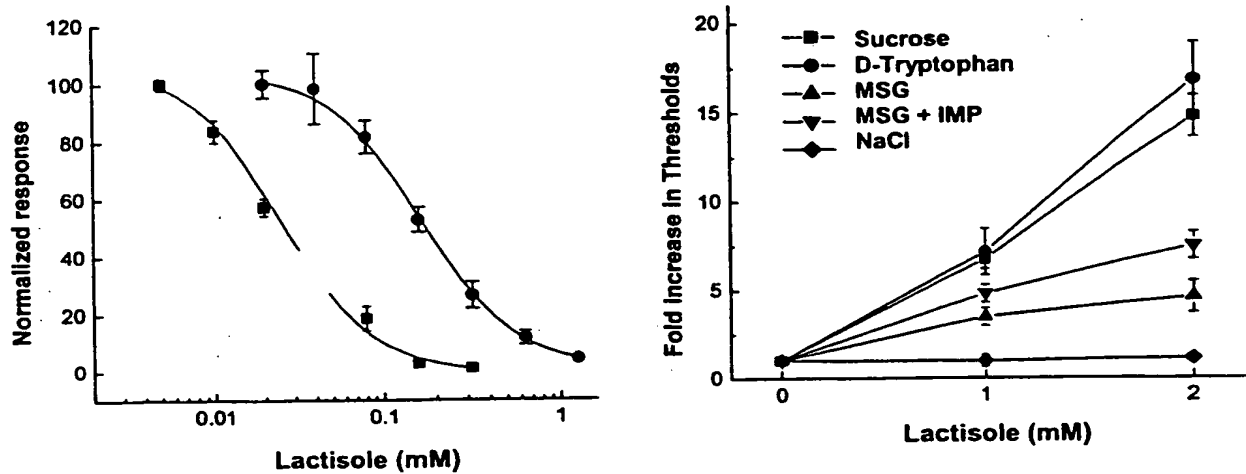 120
100
80
60
40
20
0
Normalized response
0.01
0.1
1
Lactisole (mM)
20
15
10
5
0
Fold Increase in Thresholds
Sucrose
D-Tryptophan
MSG
MSG + IMP
NaCl
0
1
2
Lactisole (mM)